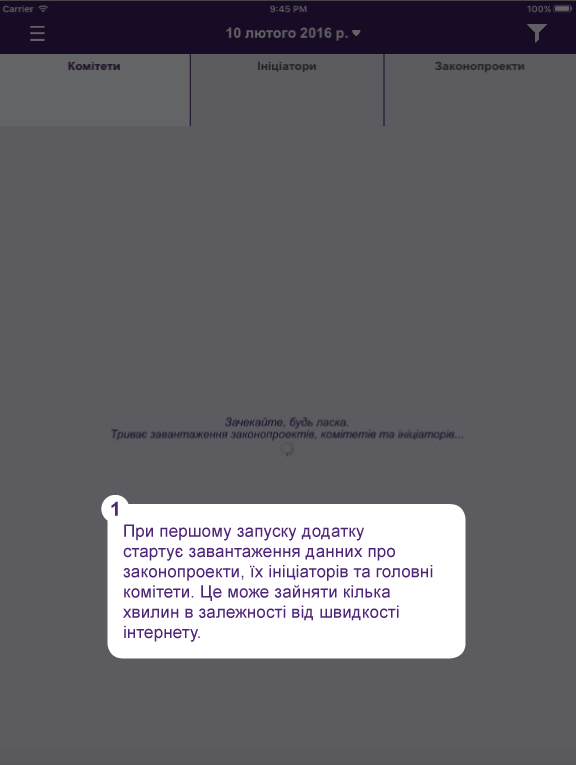 Carrier 9:45 PM 100%
10 лютого 2016 р.
Комітети Ініціатори Законопроекти
Зачекайте, будь ласка.
Триває завантаження законопроектів, комітетів та ініціаторів...
1
При першому запуску додатку
стартує завантаження данних про
законопроекти, їх ініціаторів та головні
комітети. Це може зайняти кілька
хвилин в залежності від швидкості
інтернету.